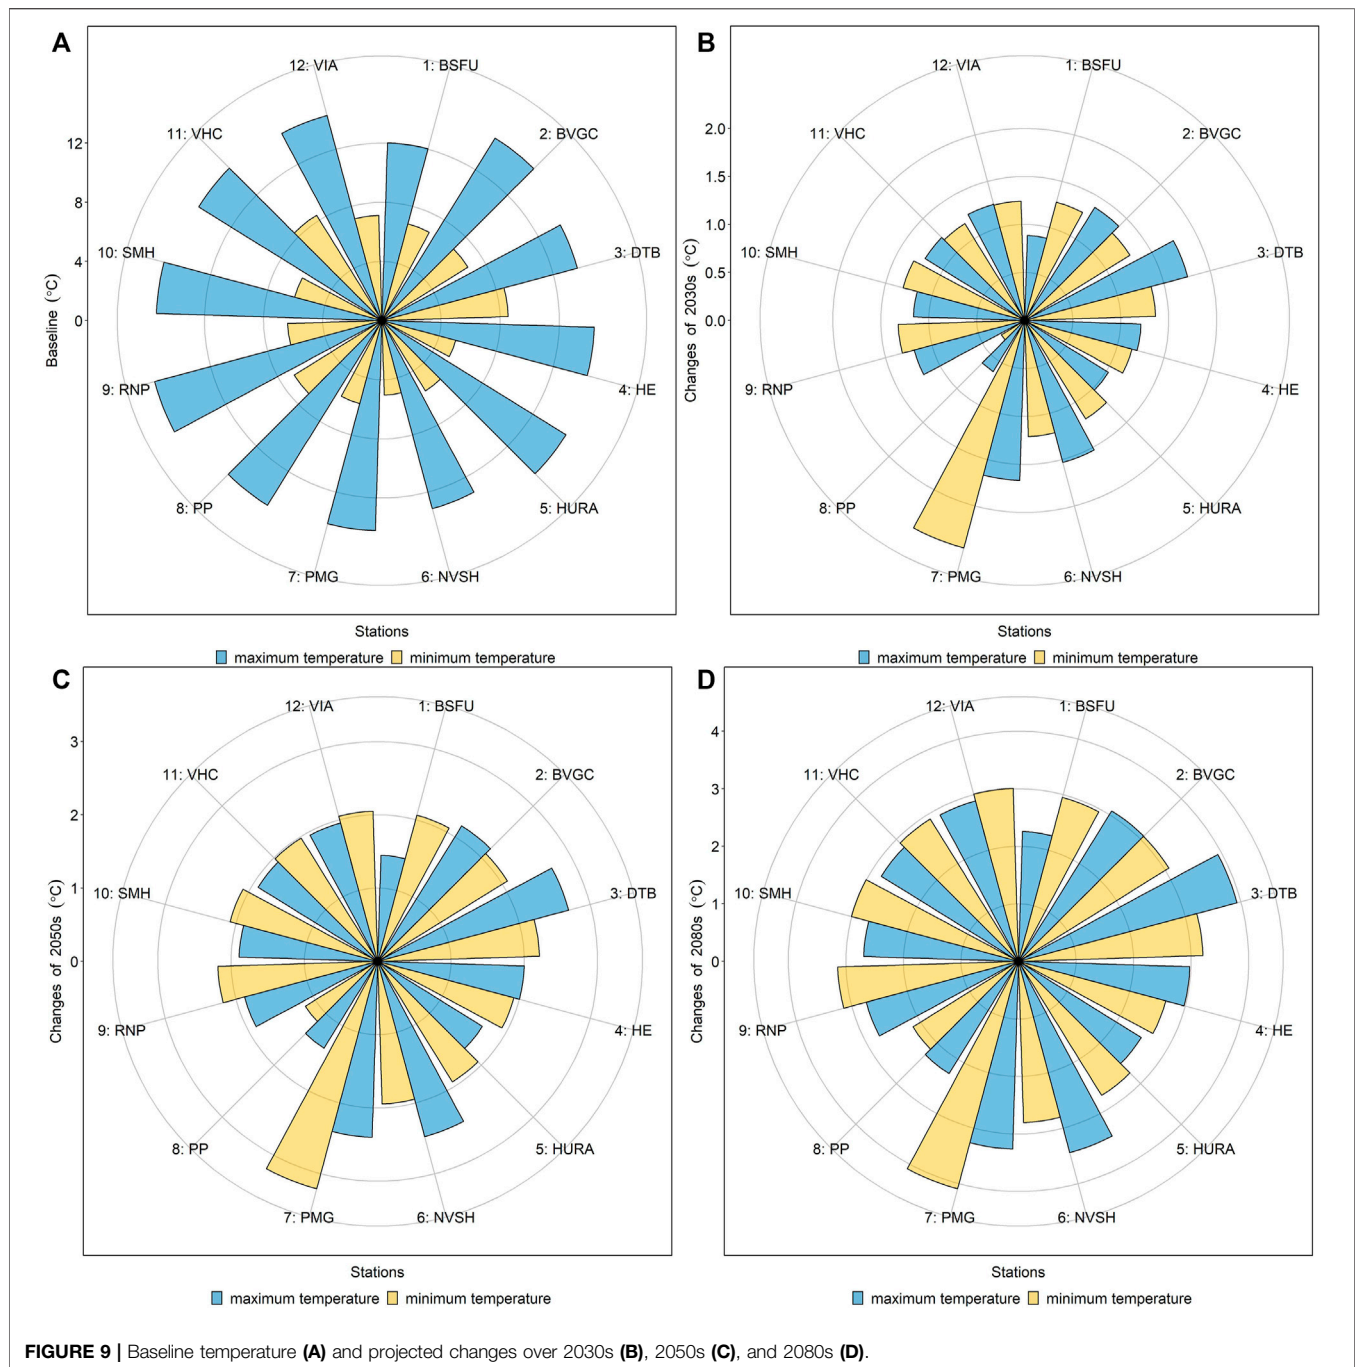 A
12: VIA
1: BSFU
11: VHC
2: BVGC
10: SMH
3: DTB
9: RNP
4: HE
8: PP
5: HURA
7: PMG
6: NVSH
12
8
4
0
Baseline (°C)
Stations
maximum temperature
minimum temperature
B
12: VIA
1: BSFU
11: VHC
2: BVGC
10: SMH
3: DTB
9: RNP
4: HE
8: PP
5: HURA
7: PMG
6: NVSH
2.0
1.5
1.0
0.5
0.0
Changes of 2030s (°C)
Stations
maximum temperature
minimum temperature
C
12: VIA
1: BSFU
11: VHC
2: BVGC
10: SMH
3: DTB
9: RNP
4: HE
8: PP
5: HURA
7: PMG
6: NVSH
3
2
1
0
Changes of 2050s (°C)
Stations
maximum temperature
minimum temperature
D
12: VIA
1: BSFU
11: VHC
2: BVGC
10: SMH
3: DTB
9: RNP
4: HE
8: PP
5: HURA
7: PMG
6: NVSH
4
3
2
1
0
Changes of 2080s (°C)
Stations
maximum temperature
minimum temperature
FIGURE 9 | Baseline temperature (A) and projected changes over 2030s (B), 2050s (C), and 2080s (D).